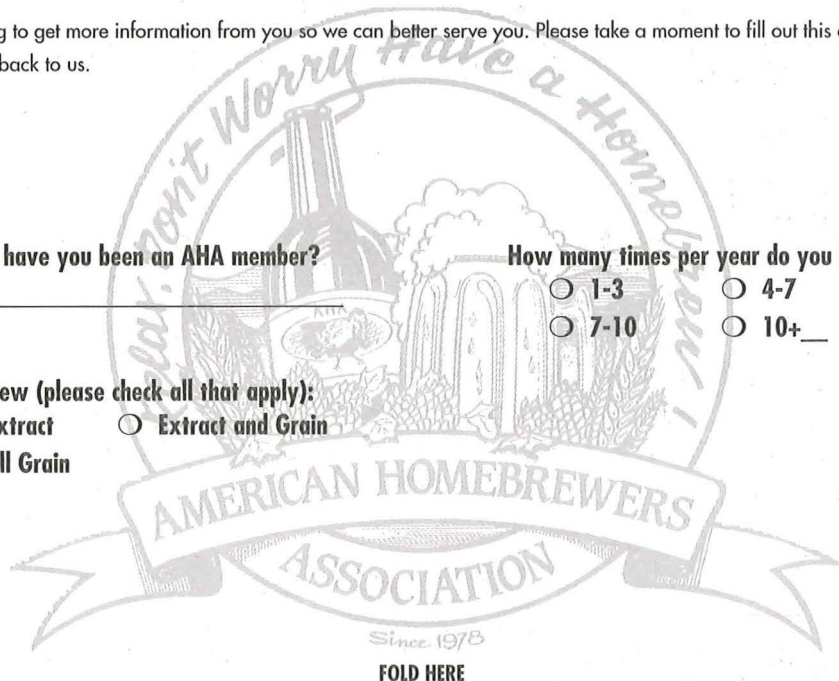 g to get more information from you so we can better serve you. Please take a moment to fill out this
back to us.
Relax, Don't Worry Have a Homebrew!
have you been an AHA member?
How many times per year do you
○ 1-3 ○ 4-7
○ 7-10 ○ 10+__
AHA
ew (please check all that apply):
xtract ○ Extract and Grain
ll Grain
AMERICAN HOMEBREWERS
ASSOCIATION
Since 1978
FOLD HERE